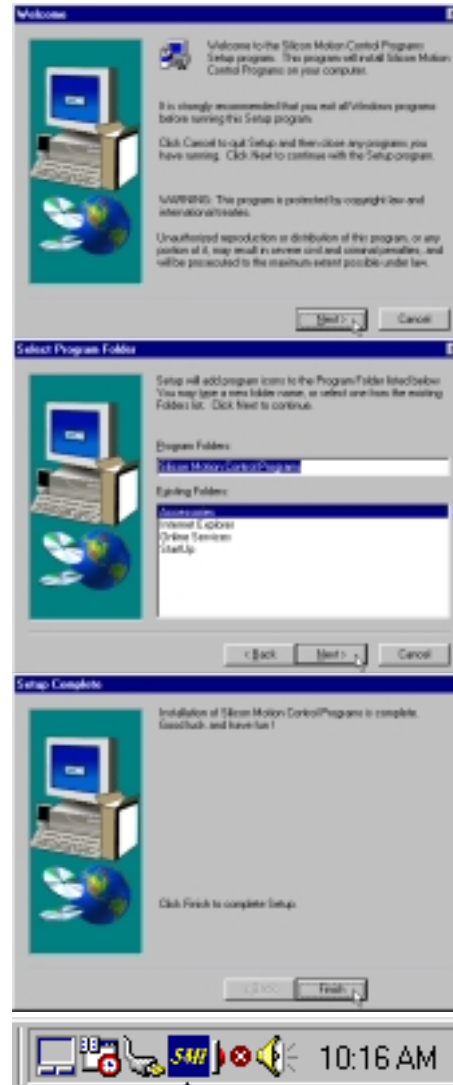 Welcome
Welcome to the Silicon Motion Control Programs
Setup program. This program will install Silicon Motion
Control Programs on your computer.
It is strongly recommended that you exit all Windows programs
before running this Setup program.
Click Cancel to quit Setup and then close any programs you
have running. Click Next to continue with the Setup program.
WARNING: This program is protected by copyright law and
international treaties.
Unauthorized reproduction or distribution of this program, or any
portion of it, may result in severe civil and criminal penalties, and
will be prosecuted to the maximum extent possible under law.
Next >
Cancel
Select Program Folder
Setup will add program icons to the Program Folder listed below.
You may type a new folder name, or select one from the existing
Folders list. Click Next to continue.
Program Folders:
Silicon Motion Control Programs
Existing Folders:
Accessories
Internet Explorer
Online Services
StartUp
< Back
Next >
Cancel
Setup Complete
Installation of Silicon Motion Control Programs is complete.
Good luck and have fun !
Click Finish to complete Setup.
< Back
Finish
SMI
10:16 AM